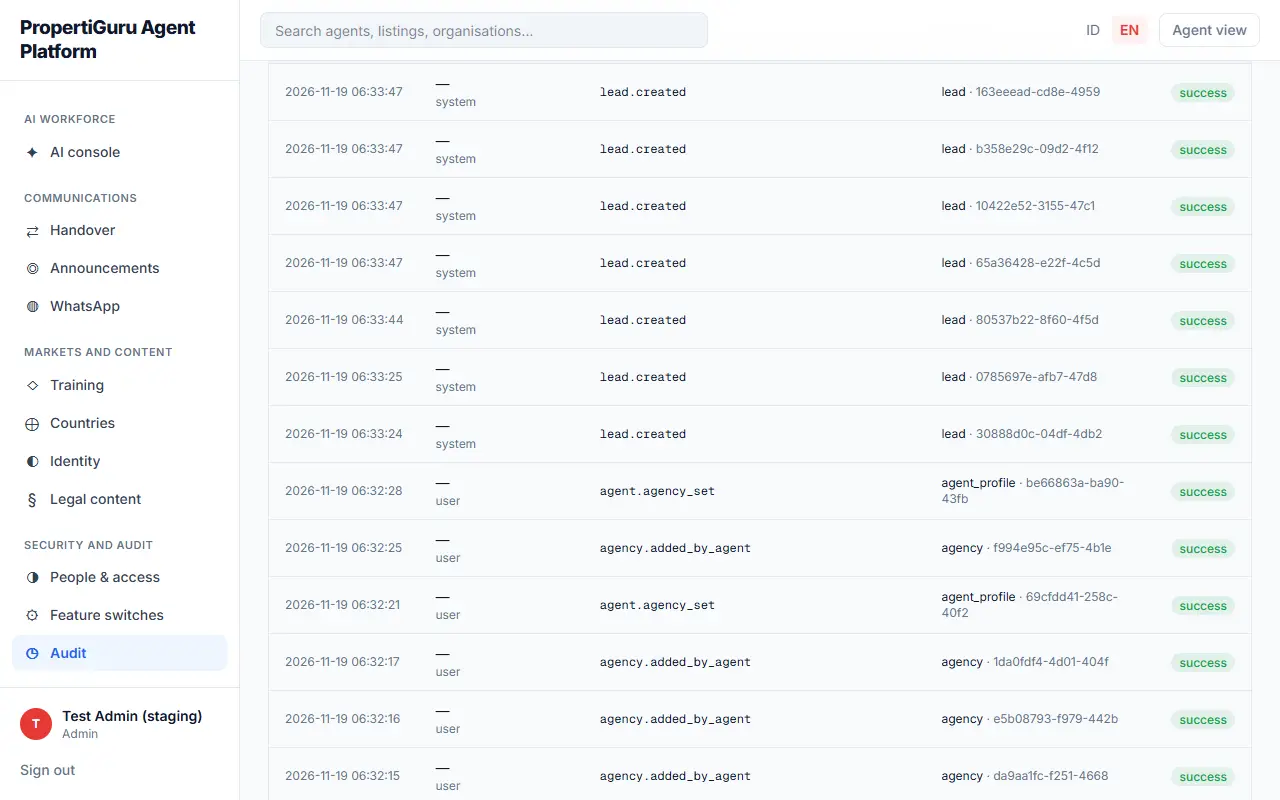 PropertiGuru Agent
Platform
Search agents, listings, organisations...
ID
EN
Agent view
AI WORKFORCE
AI console
COMMUNICATIONS
Handover
Announcements
WhatsApp
MARKETS AND CONTENT
Training
Countries
Identity
§ Legal content
SECURITY AND AUDIT
People & access
Feature switches
Audit
T
Test Admin (staging)
Admin
Sign out
2026-11-19 06:33:47 — lead.created lead · 163eeead-cd8e-4959 success
system
2026-11-19 06:33:47 — lead.created lead · b358e29c-09d2-4f12 success
system
2026-11-19 06:33:47 — lead.created lead · 10422e52-3155-47c1 success
system
2026-11-19 06:33:47 — lead.created lead · 65a36428-e22f-4c5d success
system
2026-11-19 06:33:44 — lead.created lead · 80537b22-8f60-4f5d success
system
2026-11-19 06:33:25 — lead.created lead · 0785697e-afb7-47d8 success
system
2026-11-19 06:33:24 — lead.created lead · 30888d0c-04df-4db2 success
system
2026-11-19 06:32:28 — agent.agency_set agent_profile · be66863a-ba90- success
user 43fb
2026-11-19 06:32:25 — agency.added_by_agent agency · f994e95c-ef75-4b1e success
user
2026-11-19 06:32:21 — agent.agency_set agent_profile · 69cfdd41-258c- success
user 40f2
2026-11-19 06:32:17 — agency.added_by_agent agency · 1da0fdf4-4d01-404f success
user
2026-11-19 06:32:16 — agency.added_by_agent agency · e5b08793-f979-442b success
user
2026-11-19 06:32:15 — agency.added_by_agent agency · da9aa1fc-f251-4668 success
user